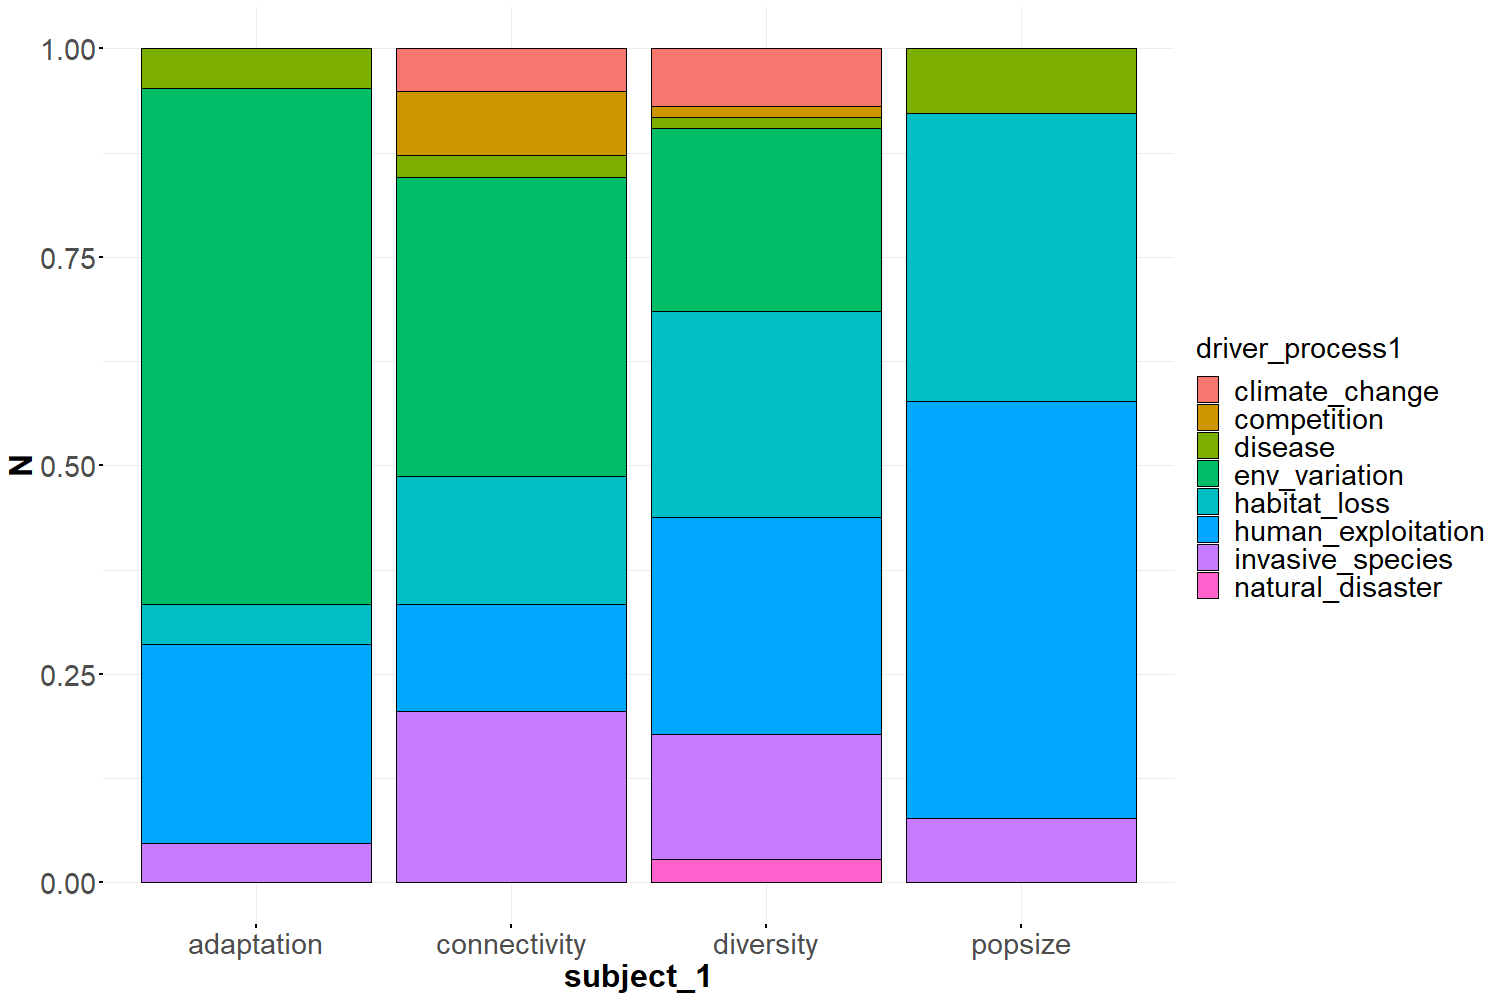 1.00
0.75
0.50
0.25
0.00
N
adaptation
connectivity
diversity
popsize
subject_1
driver_process1
climate_change
competition
disease
env_variation
habitat_loss
human_exploitation
invasive_species
natural_disaster